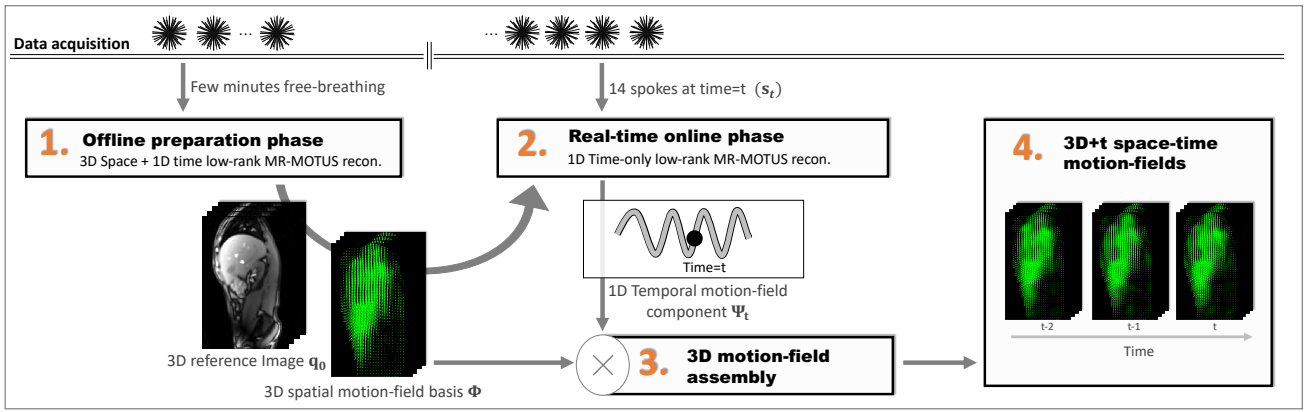 Data acquisition
...
...
Few minutes free-breathing
14 spokes at time=t (s_t)
1. Offline preparation phase
3D Space + 1D time low-rank MR-MOTUS recon.
2. Real-time online phase
1D Time-only low-rank MR-MOTUS recon.
Time=t
1D Temporal motion-field
component Ψ_t
3D reference Image q_0
3D spatial motion-field basis Φ
3. 3D motion-field
assembly
4. 3D+t space-time
motion-fields
t-2 t-1 t
Time